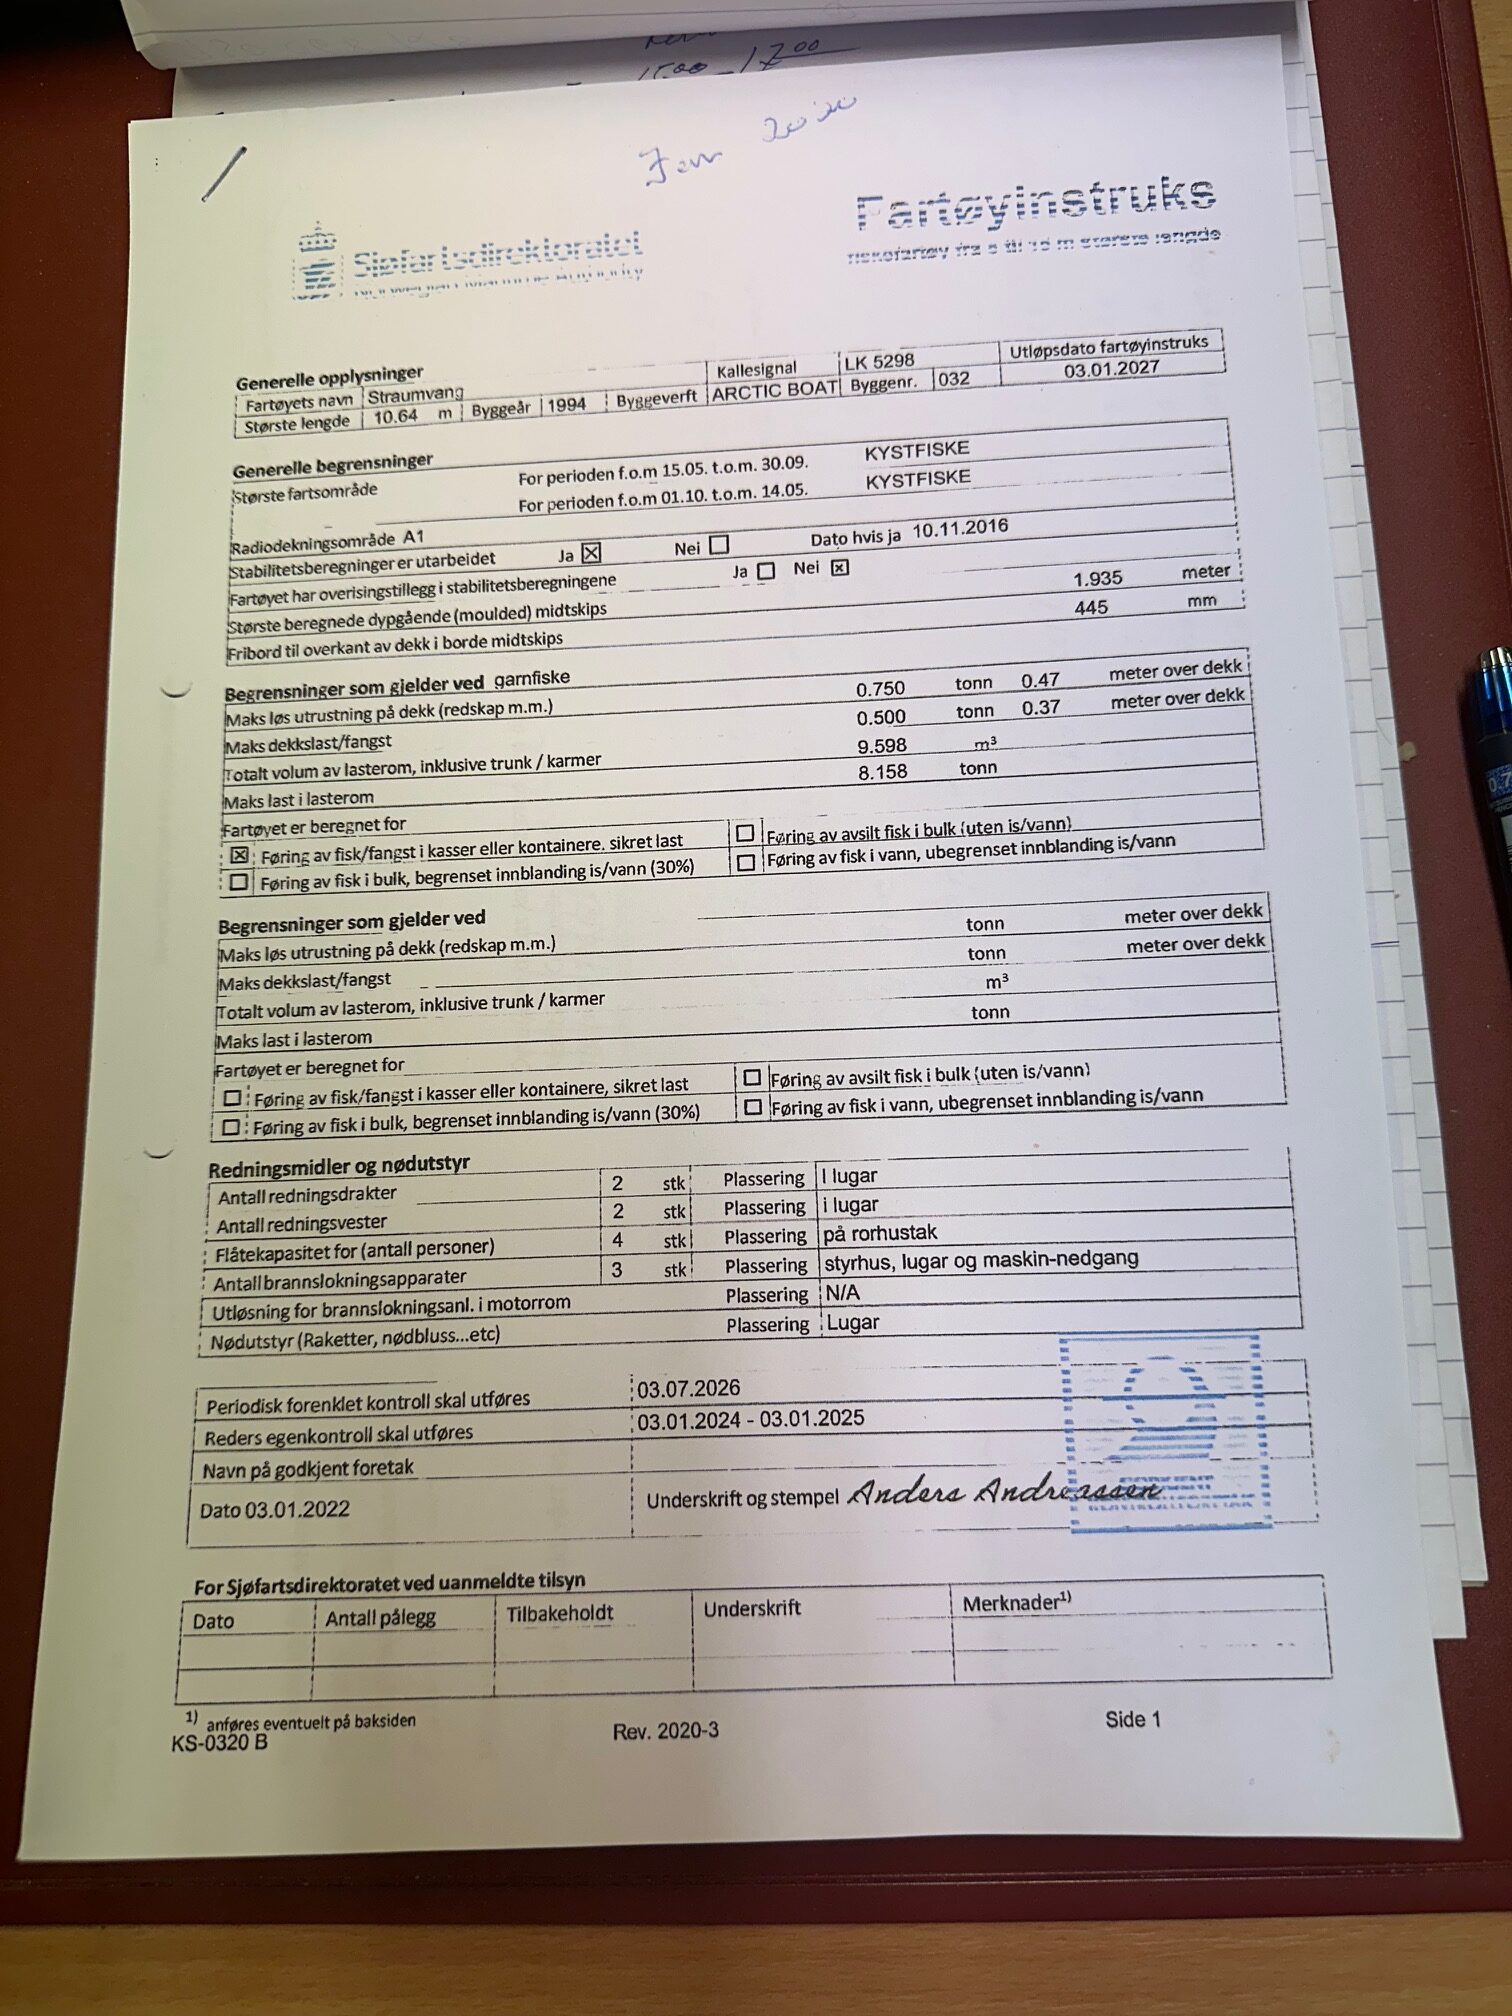 15.00 - 17.00
Sjøfartsdirektoratet
Norwegian Maritime Authority
Fartøyinstruks
fiskefartøy fra 8 til 15 m største lengde
Generelle opplysninger
Fartøyets navn Straumvang Kallesignal LK 5298 Utløpsdato fartøyinstruks
Største lengde 10.64 m Byggeår 1994 Byggeverft ARCTIC BOAT Byggenr. 032 03.01.2027
Generelle begrensninger
Største fartsområde For perioden f.o.m 15.05. t.o.m. 30.09. KYSTFISKE
For perioden f.o.m 01.10. t.o.m. 14.05. KYSTFISKE
Radiodekningsområde A1
Stabilitetsberegninger er utarbeidet Ja ☒ Nei ☐ Dato hvis ja 10.11.2016
Fartøyet har overisingstillegg i stabilitetsberegningene Ja ☐ Nei ☒
Største beregnede dypgående (moulded) midtskips 1.935 meter
Fribord til overkant av dekk i borde midtskips 445 mm
Begrensninger som gjelder ved garnfiske
Maks løs utrustning på dekk (redskap m.m.) 0.750 tonn 0.47 meter over dekk
Maks dekkslast/fangst 0.500 tonn 0.37 meter over dekk
Totalt volum av lasterom, inklusive trunk / karmer 9.598 m³
Maks last i lasterom 8.158 tonn
Fartøyet er beregnet for
☒ Føring av fisk/fangst i kasser eller kontainere, sikret last ☐ Føring av avsilt fisk i bulk (uten is/vann)
☐ Føring av fisk i bulk, begrenset innblanding is/vann (30%) ☐ Føring av fisk i vann, ubegrenset innblanding is/vann
Begrensninger som gjelder ved
Maks løs utrustning på dekk (redskap m.m.) tonn meter over dekk
Maks dekkslast/fangst tonn meter over dekk
Totalt volum av lasterom, inklusive trunk / karmer m³
Maks last i lasterom tonn
Fartøyet er beregnet for
☐ Føring av fisk/fangst i kasser eller kontainere, sikret last ☐ Føring av avsilt fisk i bulk (uten is/vann)
☐ Føring av fisk i bulk, begrenset innblanding is/vann (30%) ☐ Føring av fisk i vann, ubegrenset innblanding is/vann
Redningsmidler og nødutstyr
Antall redningsdrakter 2 stk Plassering I lugar
Antall redningsvester 2 stk Plassering i lugar
Flåtekapasitet for (antall personer) 4 stk Plassering på rorhustak
Antall brannslokningsapparater 3 stk Plassering styrhus, lugar og maskin-nedgang
Utløsning for brannslokningsanl. i motorrom Plassering N/A
Nødutstyr (Raketter, nødbluss...etc) Plassering Lugar
Periodisk forenklet kontroll skal utføres 03.07.2026
Reders egenkontroll skal utføres 03.01.2024 - 03.01.2025
Navn på godkjent foretak
Dato 03.01.2022 Underskrift og stempel Anders Andreassen
For Sjøfartsdirektoratet ved uanmeldte tilsyn
Dato Antall pålegg Tilbakeholdt Underskrift Merknader¹⁾
¹⁾ anføres eventuelt på baksiden
KS-0320 B Rev. 2020-3 Side 1